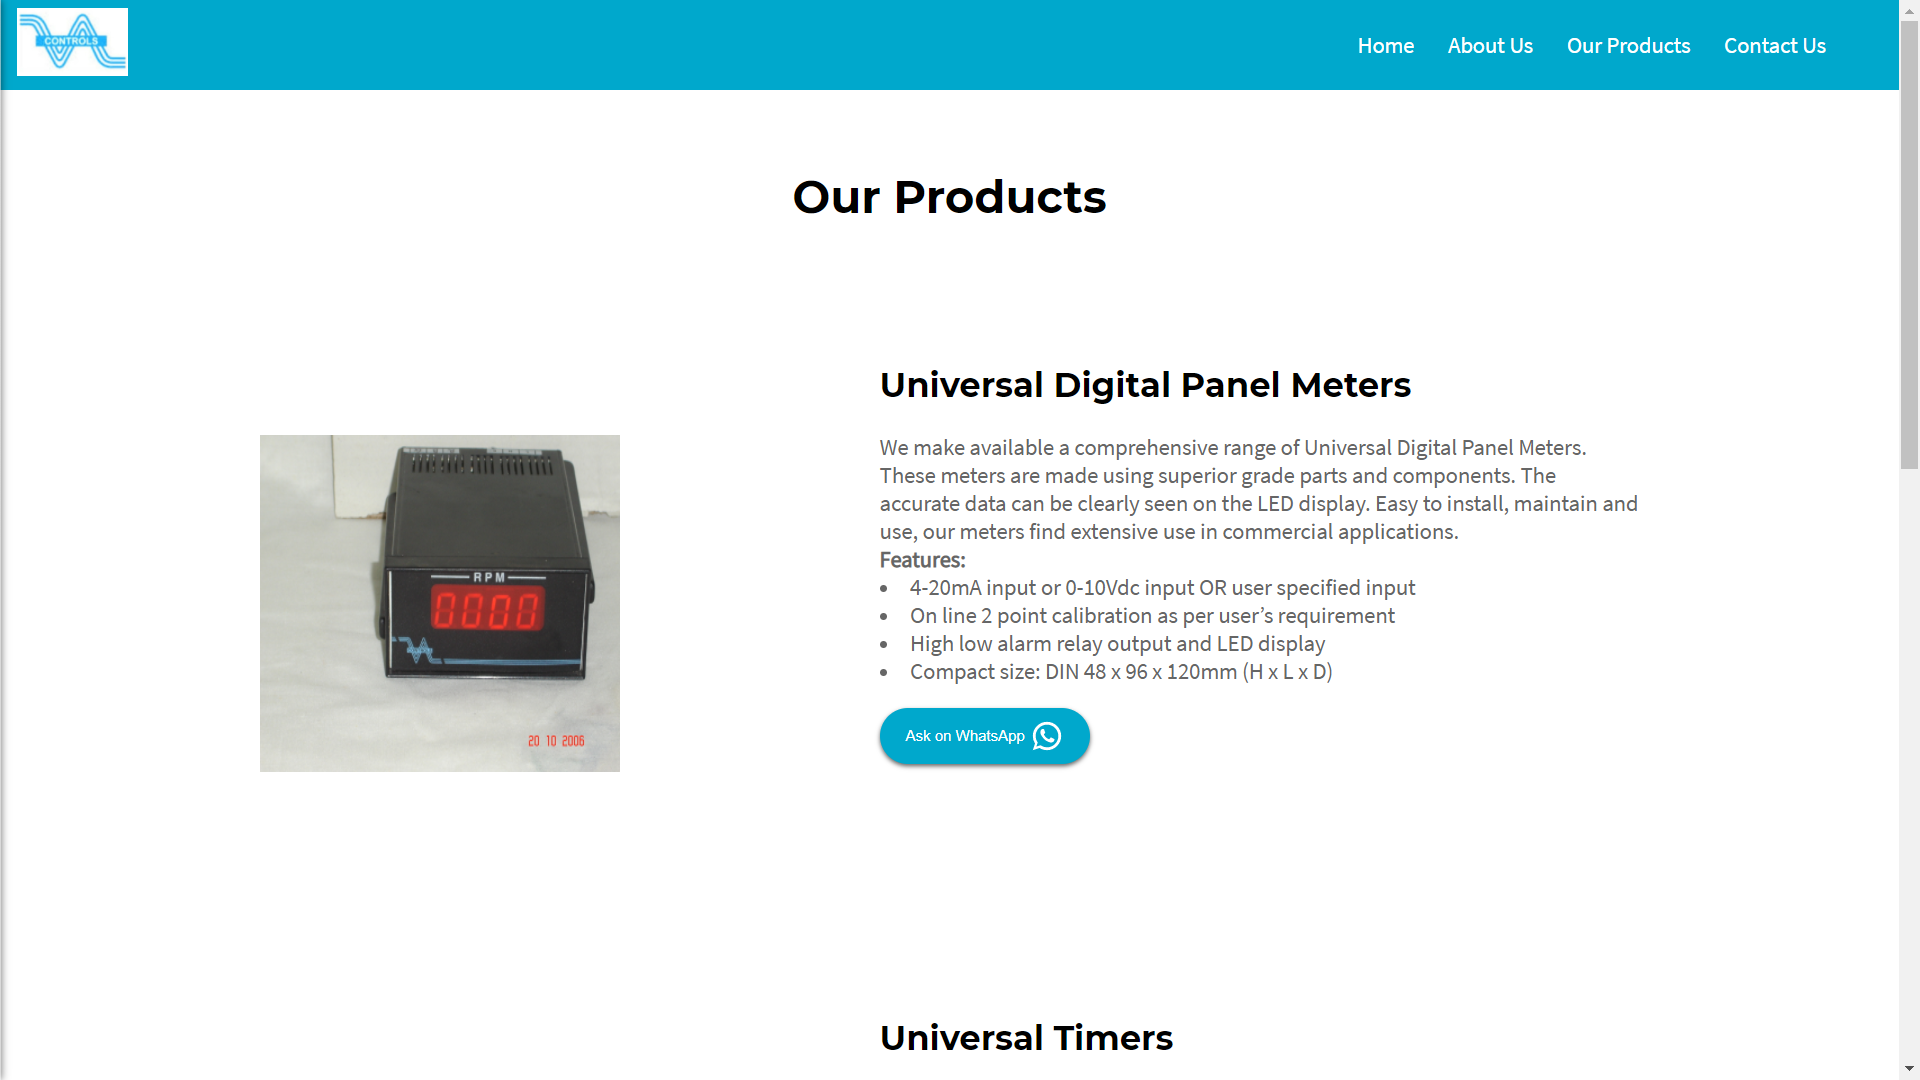 CONTROLS
Home
About Us
Our Products
Contact Us
Our Products
Universal Digital Panel Meters
We make available a comprehensive range of Universal Digital Panel Meters.
These meters are made using superior grade parts and components. The
accurate data can be clearly seen on the LED display. Easy to install, maintain and
use, our meters find extensive use in commercial applications.
Features:
• 4-20mA input or 0-10Vdc input OR user specified input
• On line 2 point calibration as per user’s requirement
• High low alarm relay output and LED display
• Compact size: DIN 48 x 96 x 120mm (H x L x D)
RPM
0000
20 10 2006
Ask on WhatsApp
Universal Timers